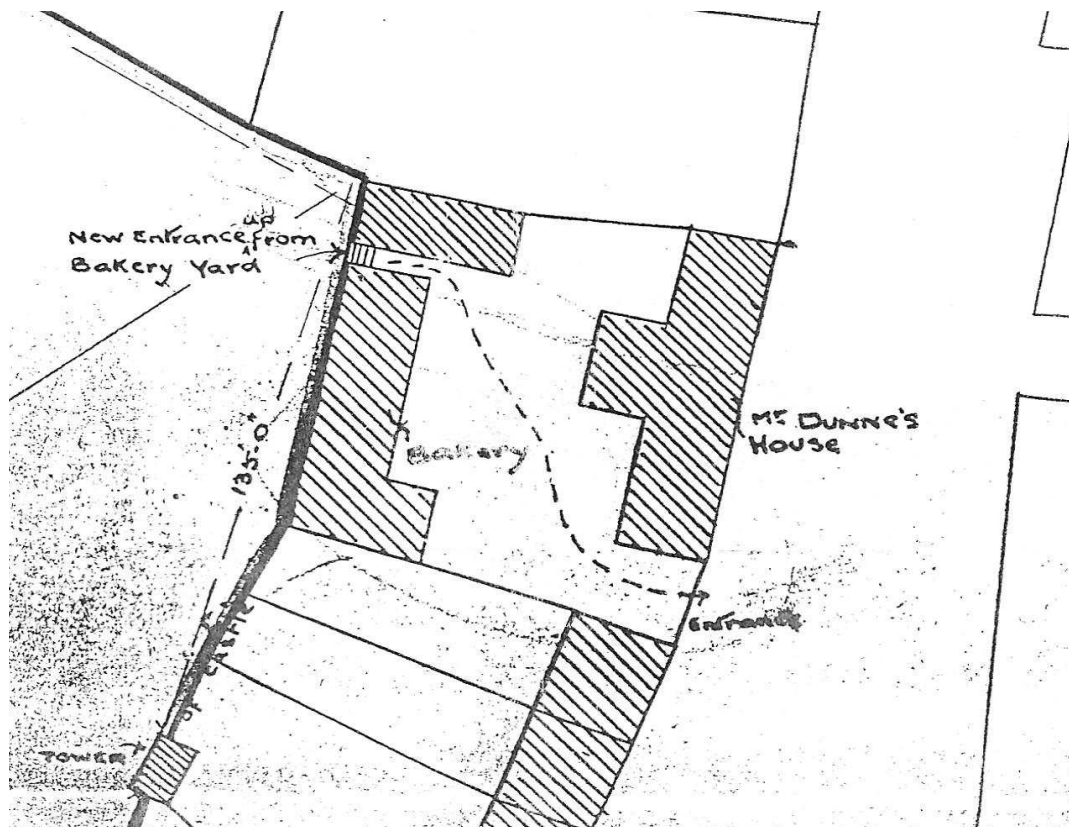 New Entrance up from
Bakery Yard
Mr Dunne's
House
Bakery
135'-0"
Entrance
Tower